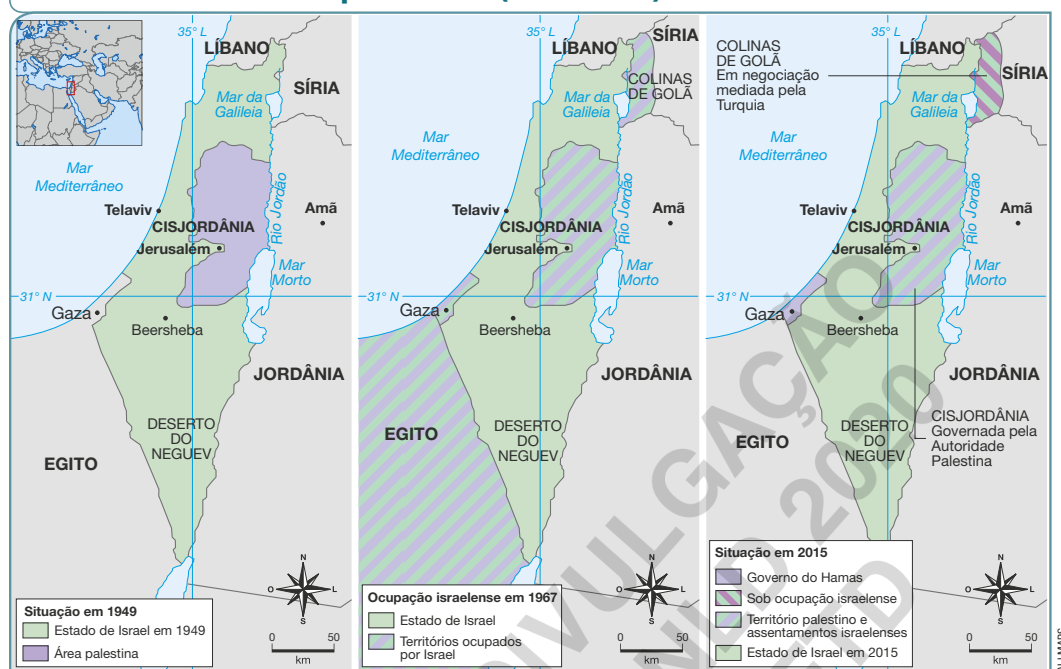 35° L
LÍBANO
SÍRIA
Mar da
Galileia
Mar
Mediterrâneo
Telaviv
CISJORDÂNIA
Jerusalém
Rio Jordão
Amã
Mar
Morto
31° N
Gaza
Beersheba
JORDÂNIA
DESERTO
DO
NEGUEV
EGITO
Situação em 1949
Estado de Israel em 1949
Área palestina
N
O
L
S
0 50
km
35° L
LÍBANO
SÍRIA
COLINAS
DE GOLÃ
Mar da
Galileia
Mar
Mediterrâneo
Telaviv
CISJORDÂNIA
Jerusalém
Rio Jordão
Amã
Mar
Morto
31° N
Gaza
Beersheba
JORDÂNIA
DESERTO
DO
NEGUEV
EGITO
Ocupação israelense em 1967
Estado de Israel
Territórios ocupados
por Israel
N
O
L
S
0 50
km
35° L
LÍBANO
SÍRIA
COLINAS
DE GOLÃ
Em negociação
mediada pela
Turquia
Mar da
Galileia
Mar
Mediterrâneo
Telaviv
CISJORDÂNIA
Jerusalém
Rio Jordão
Amã
Mar
Morto
31° N
Gaza
Beersheba
JORDÂNIA
CISJORDÂNIA
Governada pela
Autoridade
Palestina
DESERTO
DO
NEGUEV
EGITO
Situação em 2015
Governo do Hamas
Sob ocupação israelense
Território palestino e
assentamentos israelenses
Estado de Israel em 2015
N
O
L
S
0 50
km
DIVULGAÇÃO
2020